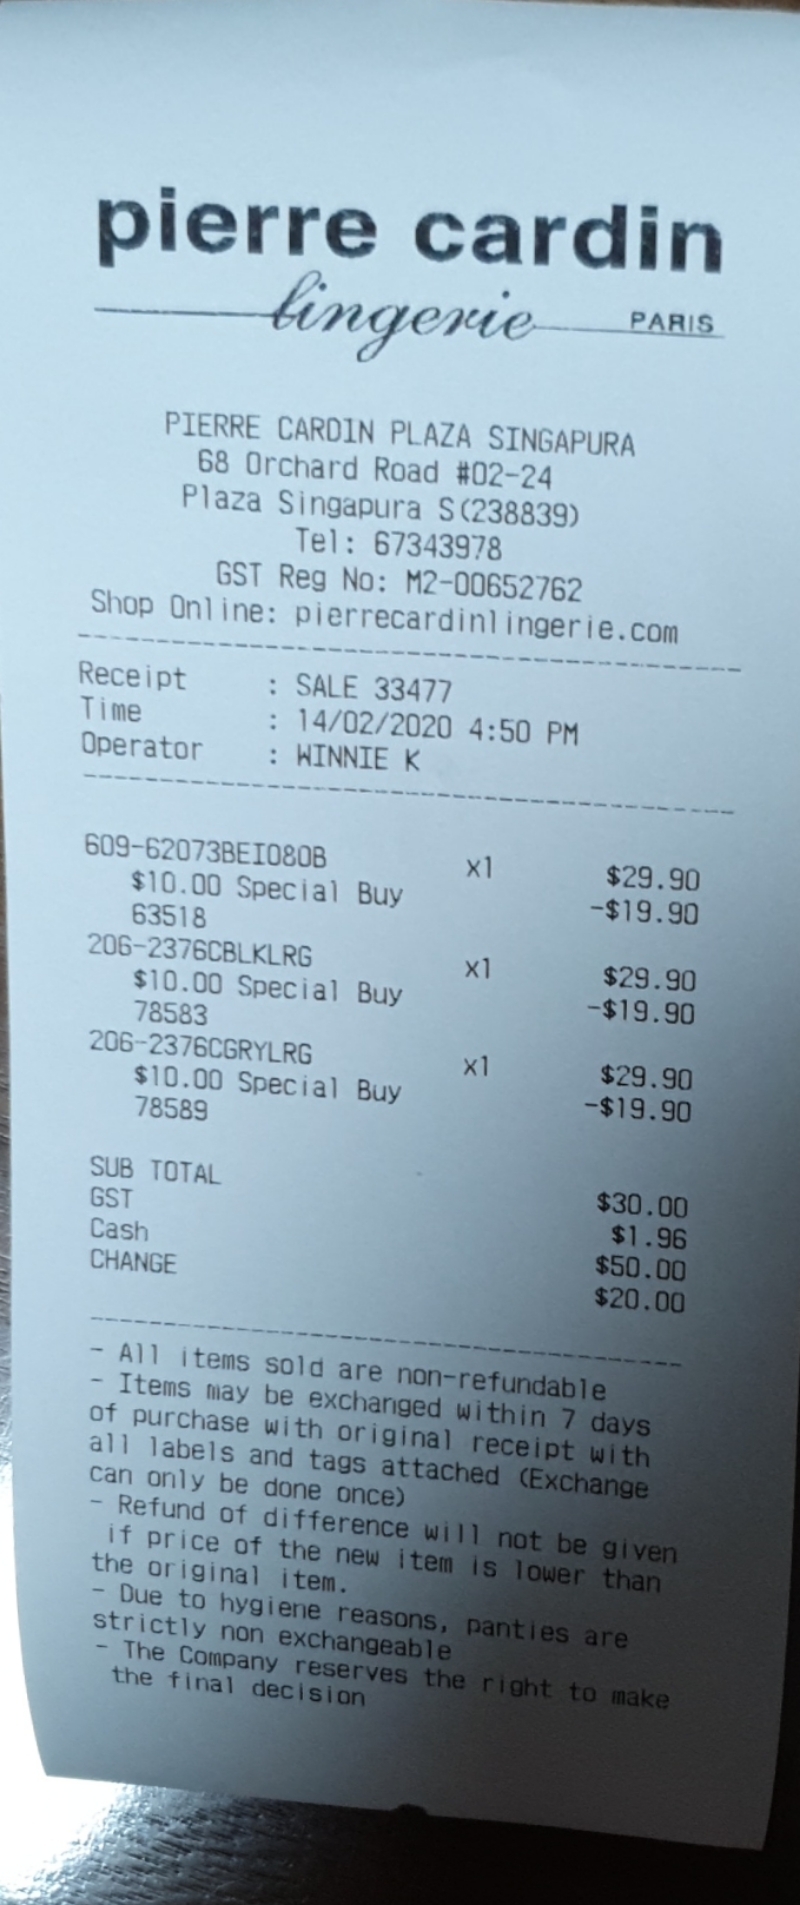 pierre cardin
lingerie PARIS
PIERRE CARDIN PLAZA SINGAPURA
68 Orchard Road #02-24
Plaza Singapura S(238839)
Tel: 67343978
GST Reg No: M2-00652762
Shop Online: pierrecardinlingerie.com
Receipt : SALE 33477
Time : 14/02/2020 4:50 PM
Operator : WINNIE K
609-62073BEI080B x1 $29.90
$10.00 Special Buy -$19.90
63518
206-2376CBLKLRG x1 $29.90
$10.00 Special Buy -$19.90
78583
206-2376CGRYLRG x1 $29.90
$10.00 Special Buy -$19.90
78589
SUB TOTAL $30.00
GST $1.96
Cash $50.00
CHANGE $20.00
- All items sold are non-refundable
- Items may be exchanged within 7 days
of purchase with original receipt with
all labels and tags attached (Exchange
can only be done once)
- Refund of difference will not be given
if price of the new item is lower than
the original item.
- Due to hygiene reasons, panties are
strictly non exchangeable
- The Company reserves the right to make
the final decision